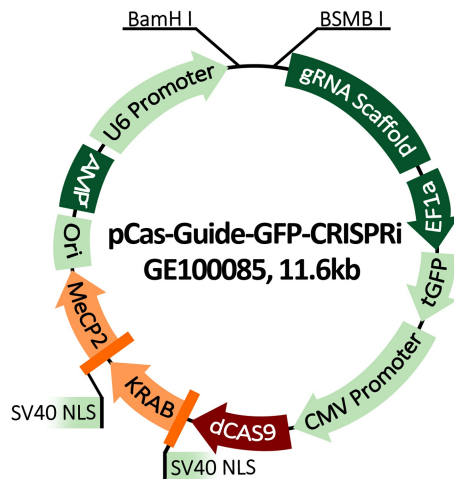 BamH I
BSMB I
U6 Promoter
gRNA Scaffold
AMPr
EF1a
Ori
pCas-Guide-GFP-CRISPRi
GE100085, 11.6kb
tGFP
MeCP2
CMV Promoter
KRAB
dCAS9
SV40 NLS
SV40 NLS